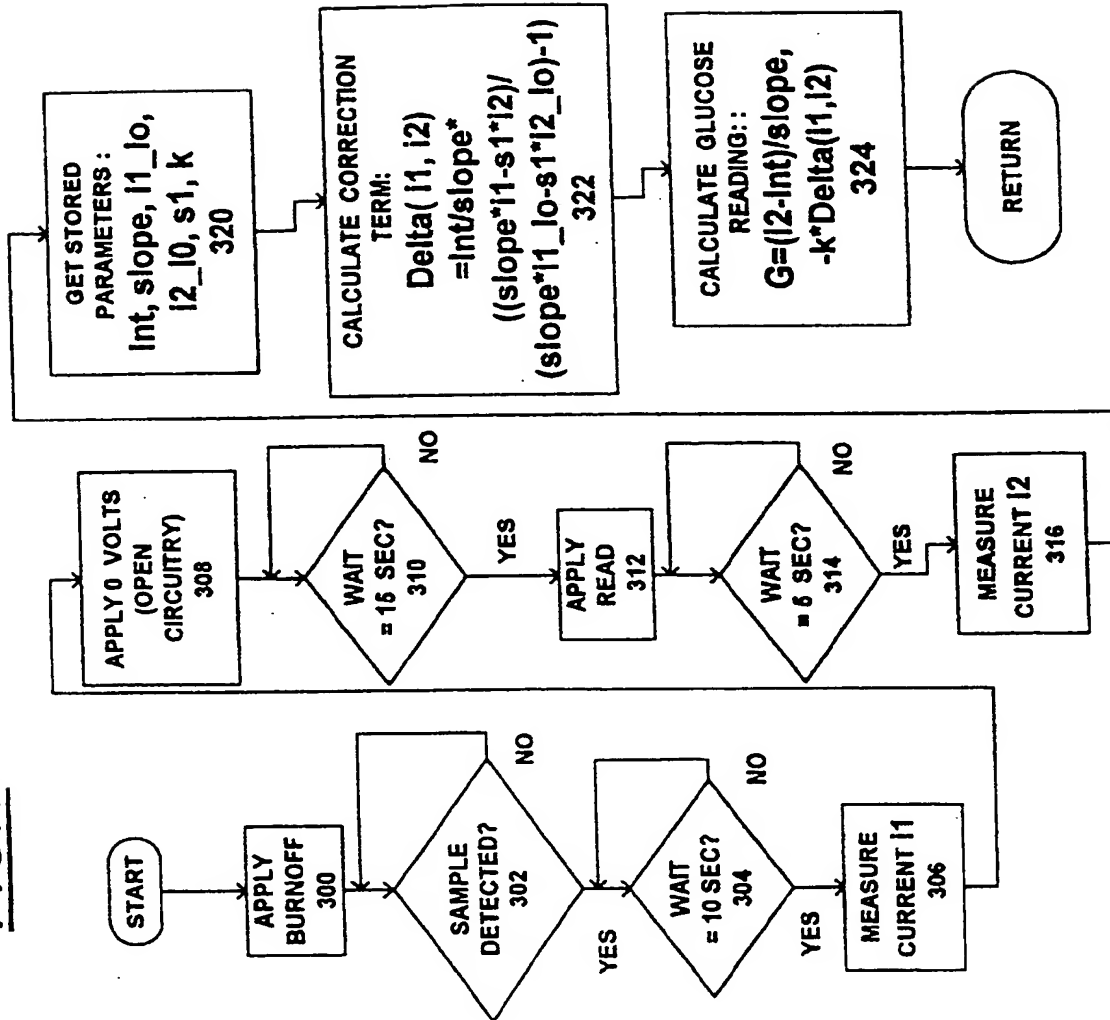 START
APPLY
BURNOFF
300
SAMPLE
DETECTED?
302
NO
YES
WAIT
= 10 SEC?
304
NO
YES
MEASURE
CURRENT I1
306
APPLY 0 VOLTS
(OPEN
CIRCUITRY)
308
WAIT
= 15 SEC?
310
NO
YES
APPLY
READ
312
WAIT
= 5 SEC?
314
NO
YES
MEASURE
CURRENT I2
316
GET STORED
PARAMETERS :
Int, slope, I1_lo,
I2_l0, s1, k
320
CALCULATE CORRECTION
TERM:
Delta( I1, I2)
=Int/slope*
((slope*I1-s1*I2)/
(slope*I1_lo-s1*I2_lo)-1)
322
CALCULATE GLUCOSE
READING: :
G=(I2-Int)/slope,
-k*Delta(I1,I2)
324
RETURN